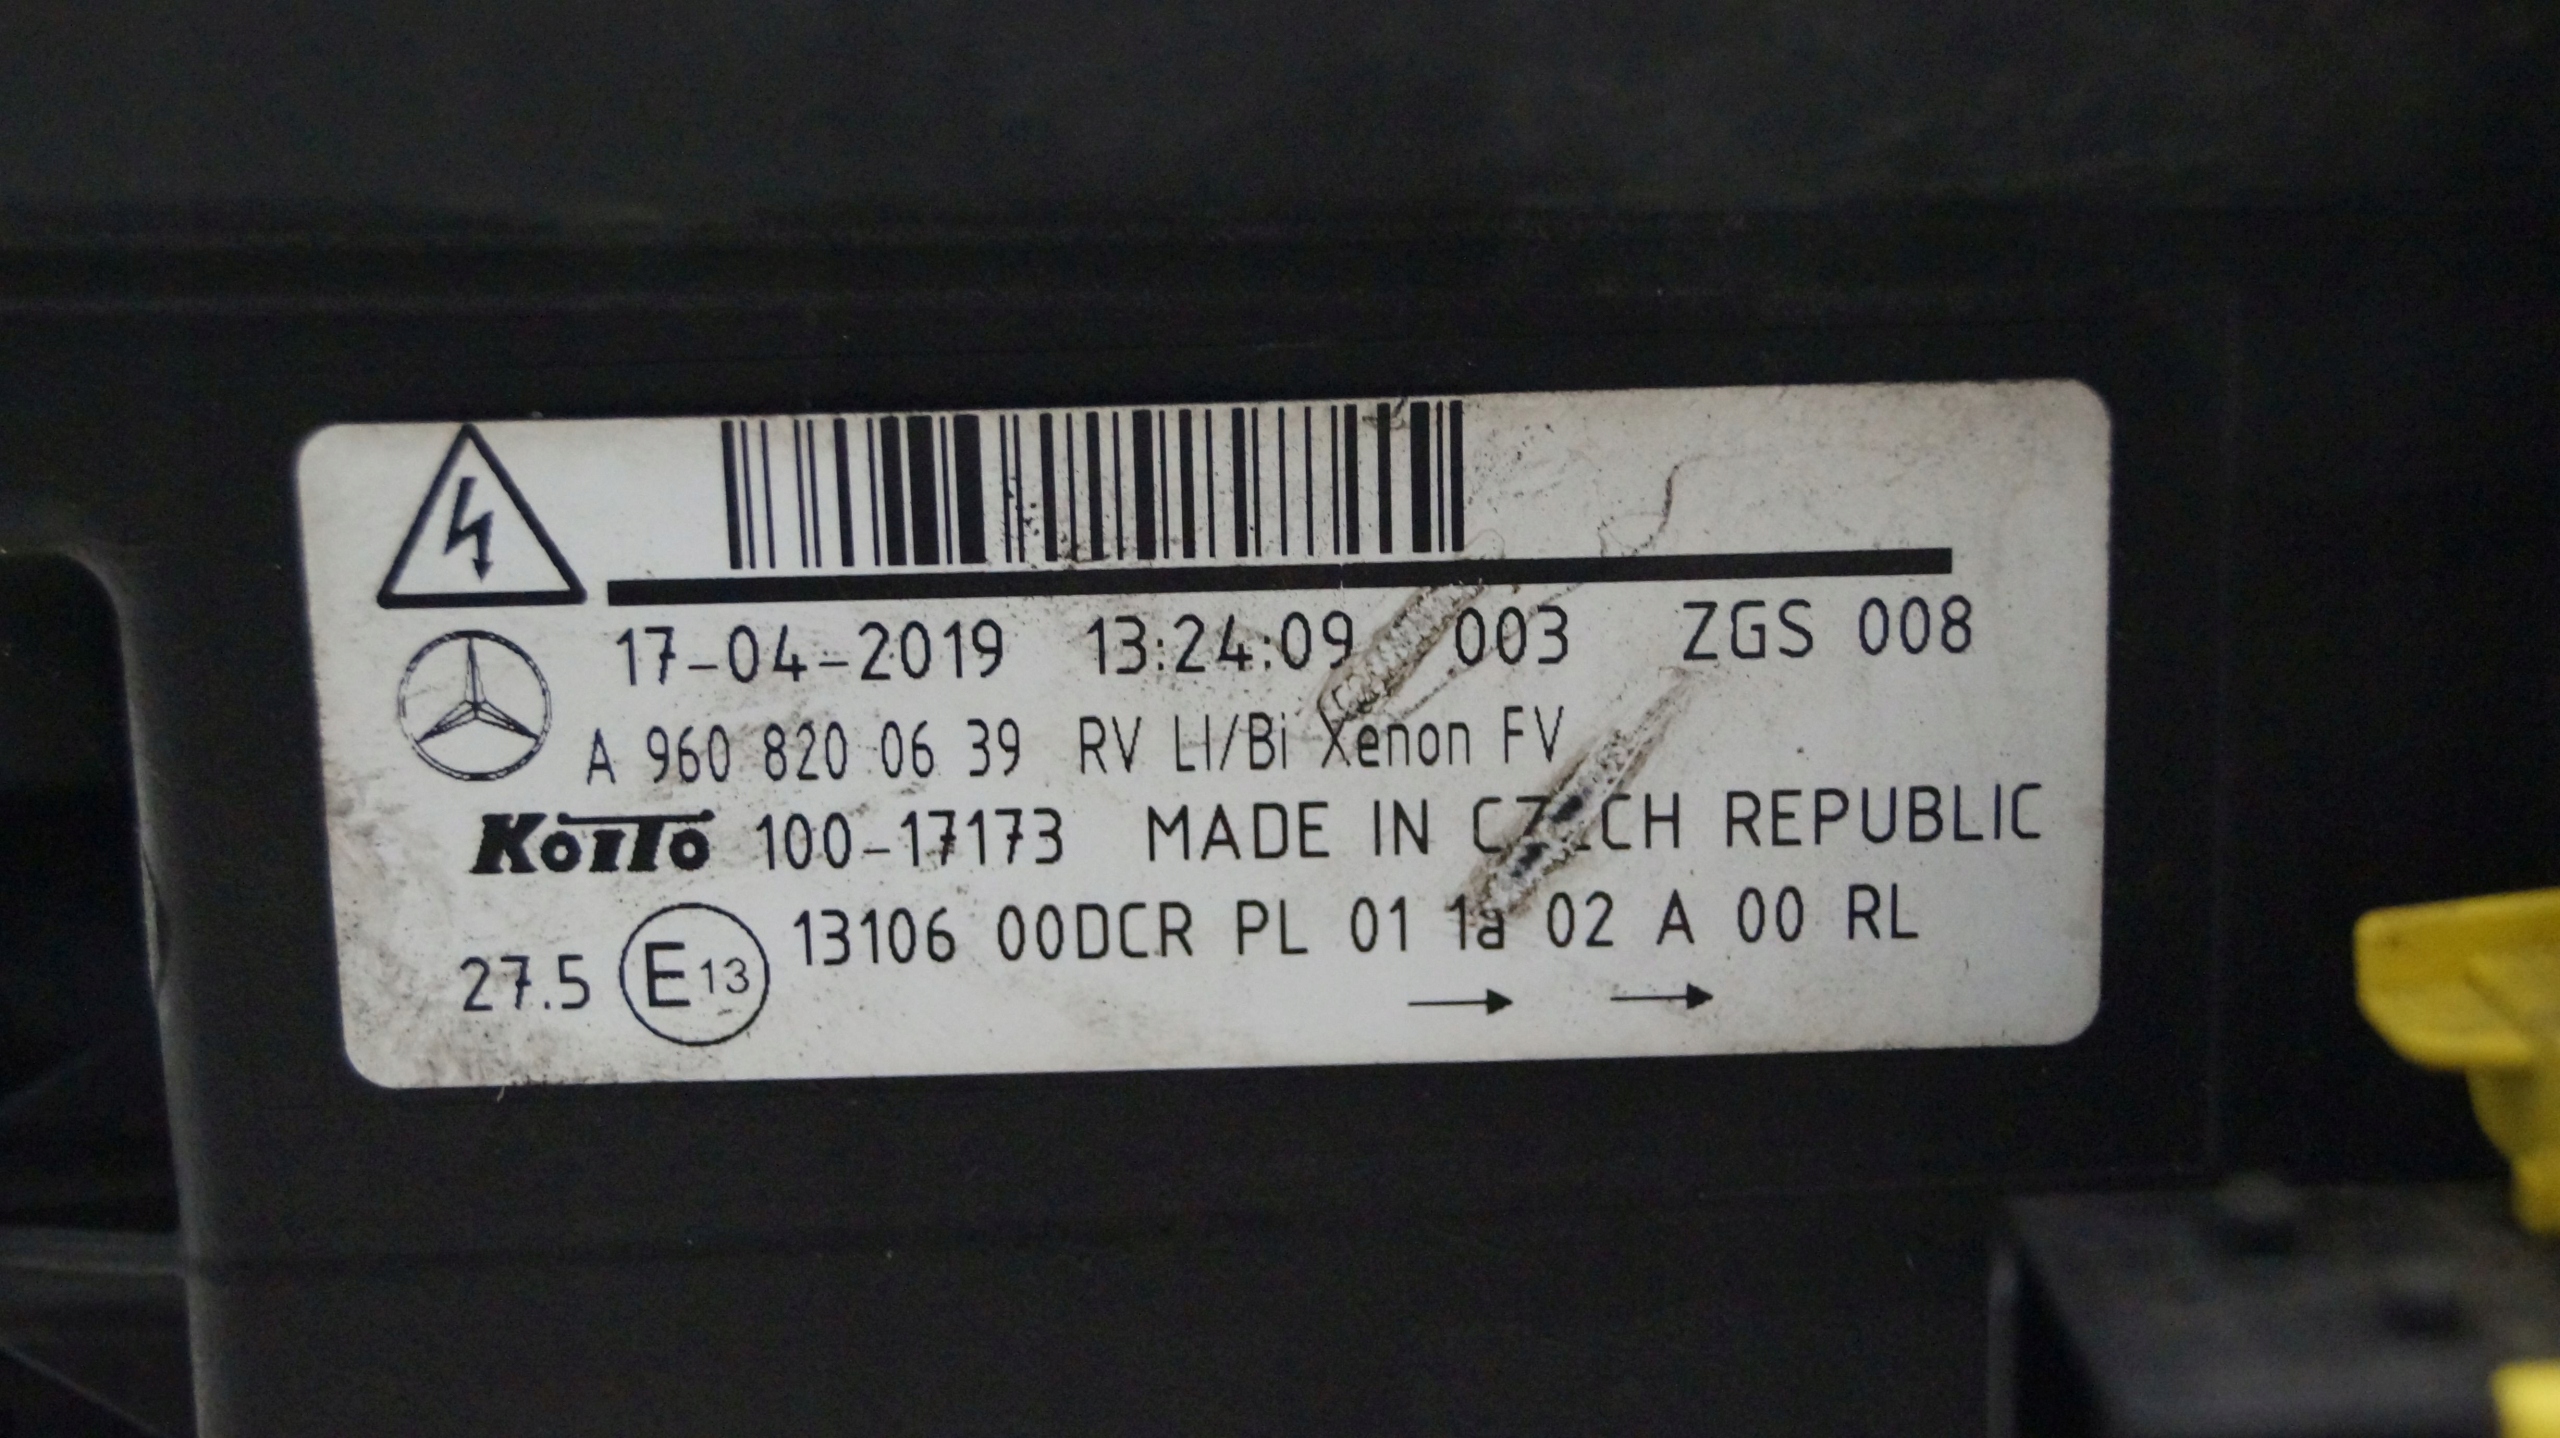 17-04-2019 13:24:09 003 ZGS 008
A 960 820 06 39 RV LI/Bi Xenon FV
KOITO 100-17173 MADE IN CZECH REPUBLIC
27.5 E13 13106 00DCR PL 01 1a 02 A 00 RL